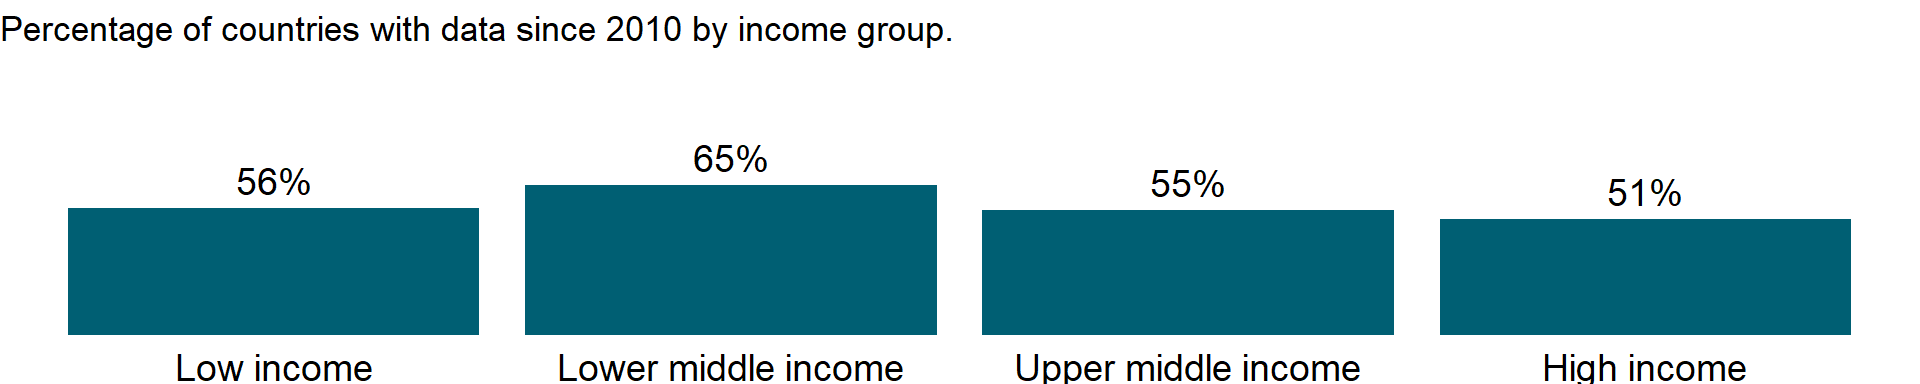 Percentage of countries with data since 2010 by income group.
56%
65%
55%
51%
Low income
Lower middle income
Upper middle income
High income